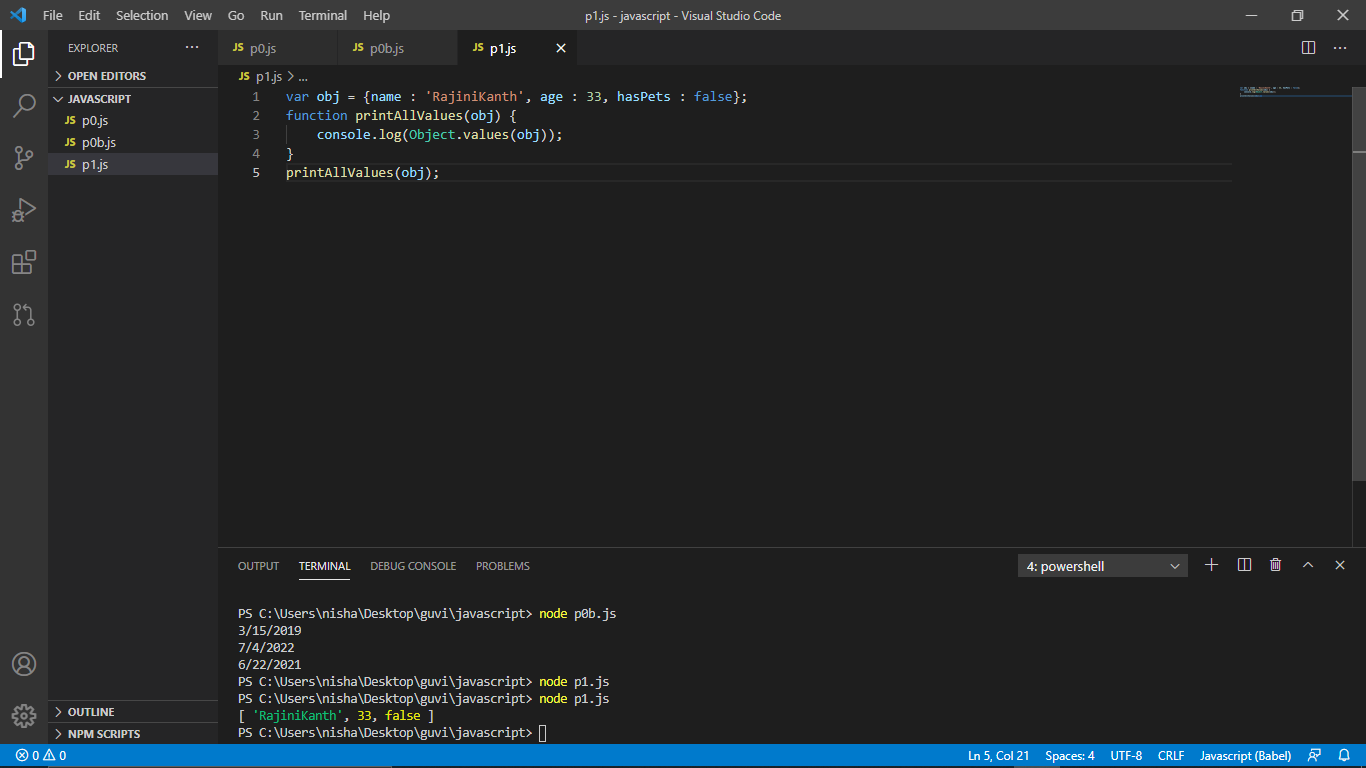 File Edit Selection View Go Run Terminal Help p1.js - javascript - Visual Studio Code
EXPLORER
OPEN EDITORS
JAVASCRIPT
JS p0.js
JS p0b.js
JS p1.js
OUTLINE
NPM SCRIPTS
JS p0.js JS p0b.js JS p1.js
JS p1.js > ...
1 var obj = {name : 'RajiniKanth', age : 33, hasPets : false};
2 function printAllValues(obj) {
3 console.log(Object.values(obj));
4 }
5 printAllValues(obj);
OUTPUT TERMINAL DEBUG CONSOLE PROBLEMS 4: powershell
PS C:\Users\nisha\Desktop\guvi\javascript> node p0b.js
3/15/2019
7/4/2022
6/22/2021
PS C:\Users\nisha\Desktop\guvi\javascript> node p1.js
PS C:\Users\nisha\Desktop\guvi\javascript> node p1.js
[ 'RajiniKanth', 33, false ]
PS C:\Users\nisha\Desktop\guvi\javascript>
0 0 Ln 5, Col 21 Spaces: 4 UTF-8 CRLF Javascript (Babel)